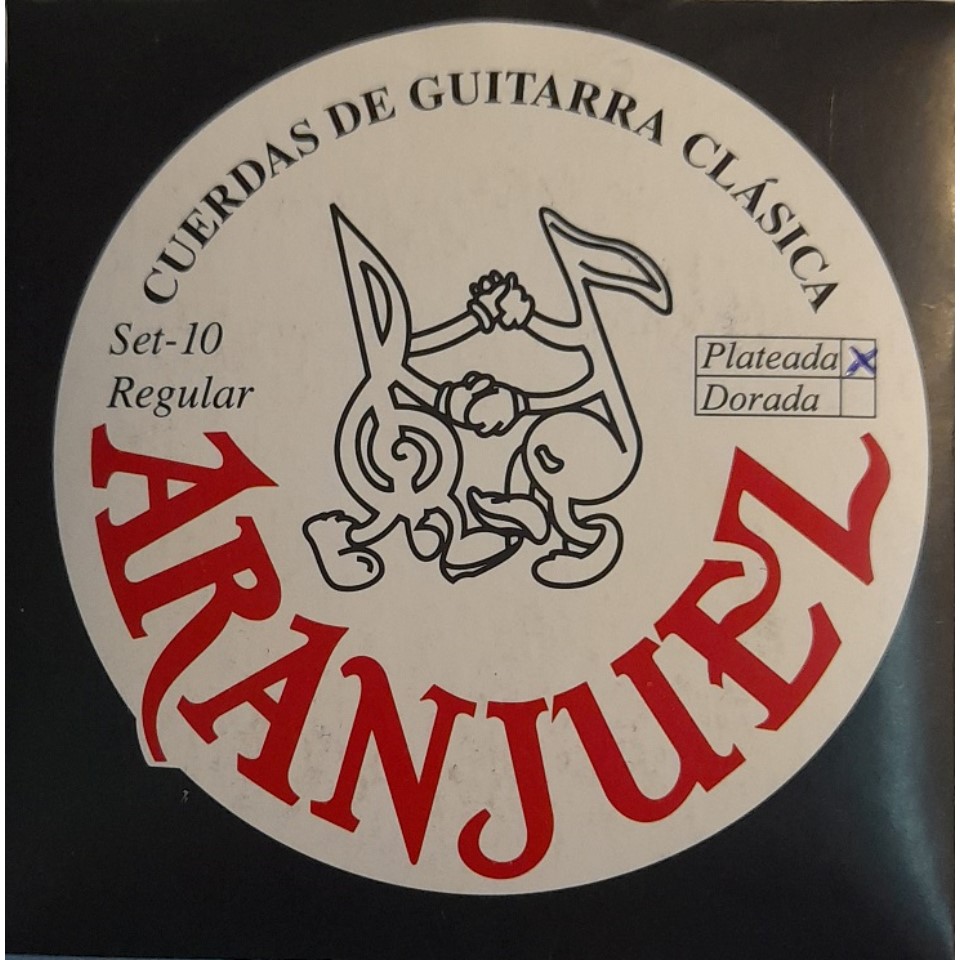 CUERDAS DE GUITARRA CLÁSICA
Set-10
Regular
Plateada X
Dorada
ARANJUEZ